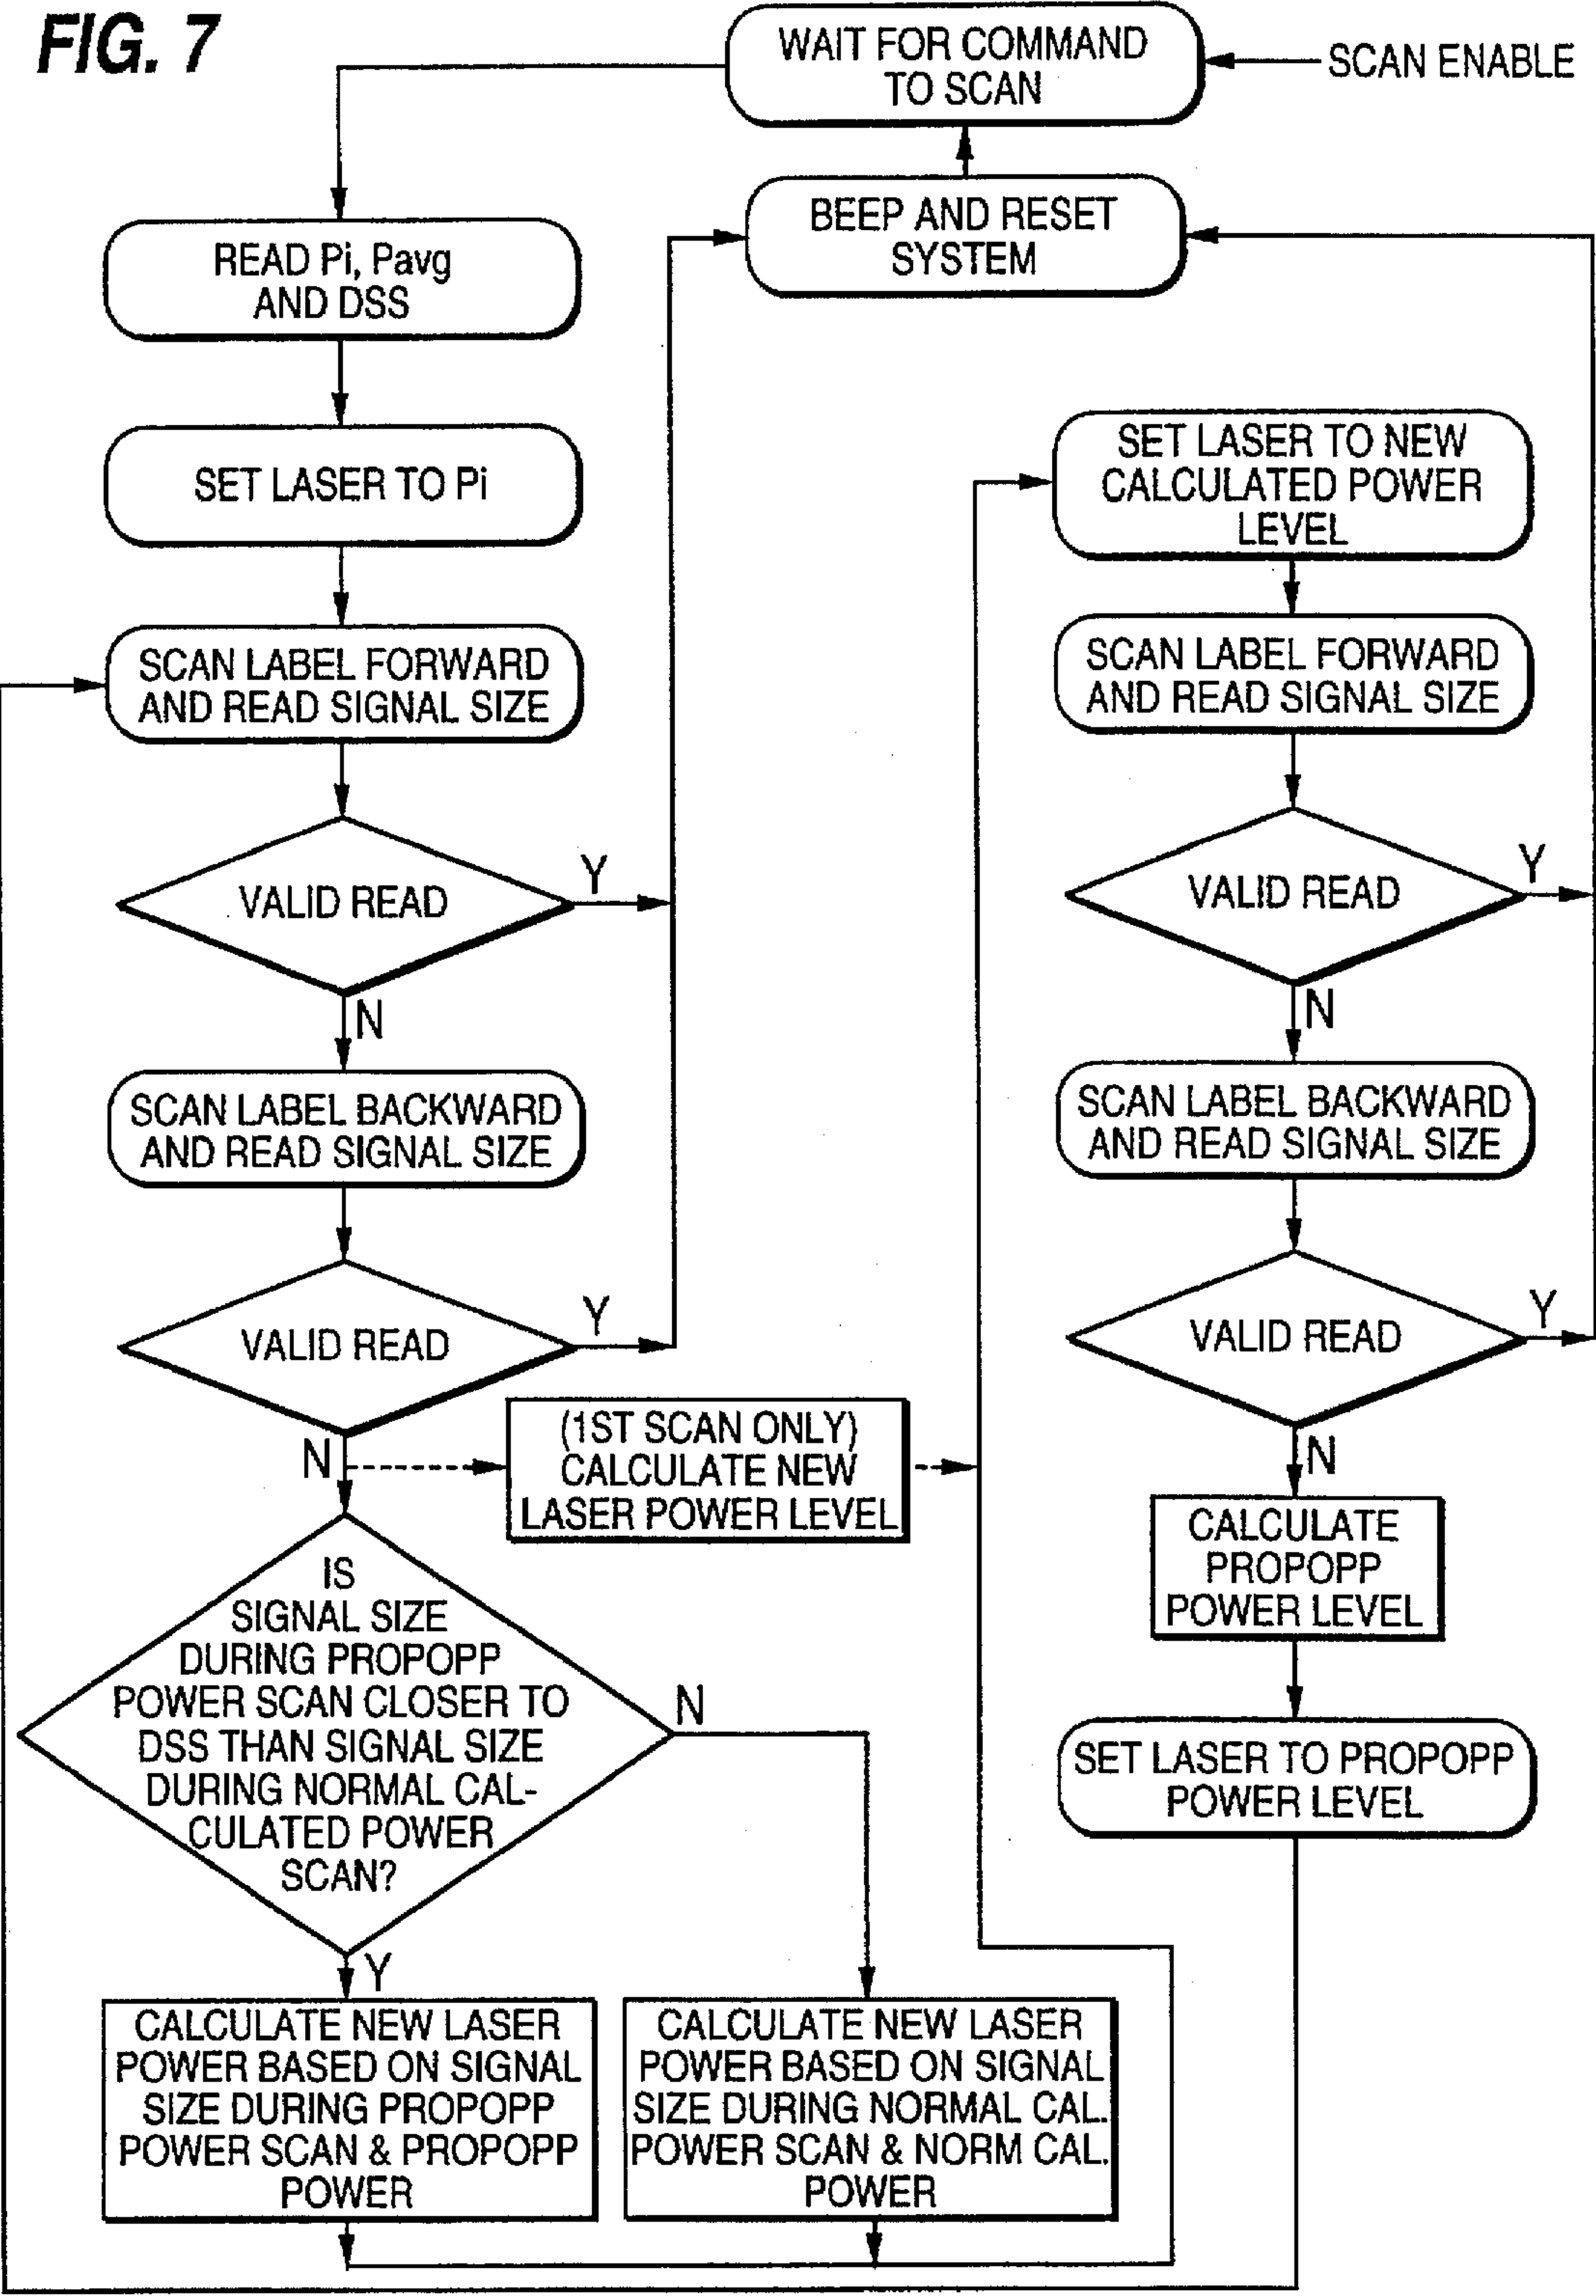 FIG. 7
WAIT FOR COMMAND
TO SCAN
SCAN ENABLE
BEEP AND RESET
SYSTEM
READ Pi, Pavg
AND DSS
SET LASER TO Pi
SCAN LABEL FORWARD
AND READ SIGNAL SIZE
VALID READ
Y
N
SCAN LABEL BACKWARD
AND READ SIGNAL SIZE
VALID READ
Y
N
(1ST SCAN ONLY)
CALCULATE NEW
LASER POWER LEVEL
IS
SIGNAL SIZE
DURING PROPOPP
POWER SCAN CLOSER TO
DSS THAN SIGNAL SIZE
DURING NORMAL CAL-
CULATED POWER
SCAN?
N
Y
CALCULATE NEW LASER
POWER BASED ON SIGNAL
SIZE DURING PROPOPP
POWER SCAN & PROPOPP
POWER
CALCULATE NEW LASER
POWER BASED ON SIGNAL
SIZE DURING NORMAL CAL.
POWER SCAN & NORM CAL.
POWER
SET LASER TO NEW
CALCULATED POWER
LEVEL
SCAN LABEL FORWARD
AND READ SIGNAL SIZE
VALID READ
Y
N
SCAN LABEL BACKWARD
AND READ SIGNAL SIZE
VALID READ
Y
N
CALCULATE
PROPOPP
POWER LEVEL
SET LASER TO PROPOPP
POWER LEVEL